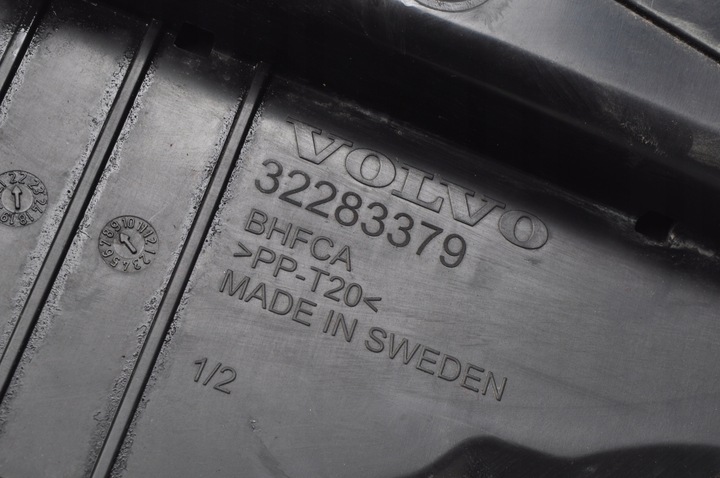 VOLVO
32283379
BHFCA
>PP-T20<
MADE IN SWEDEN
1/2